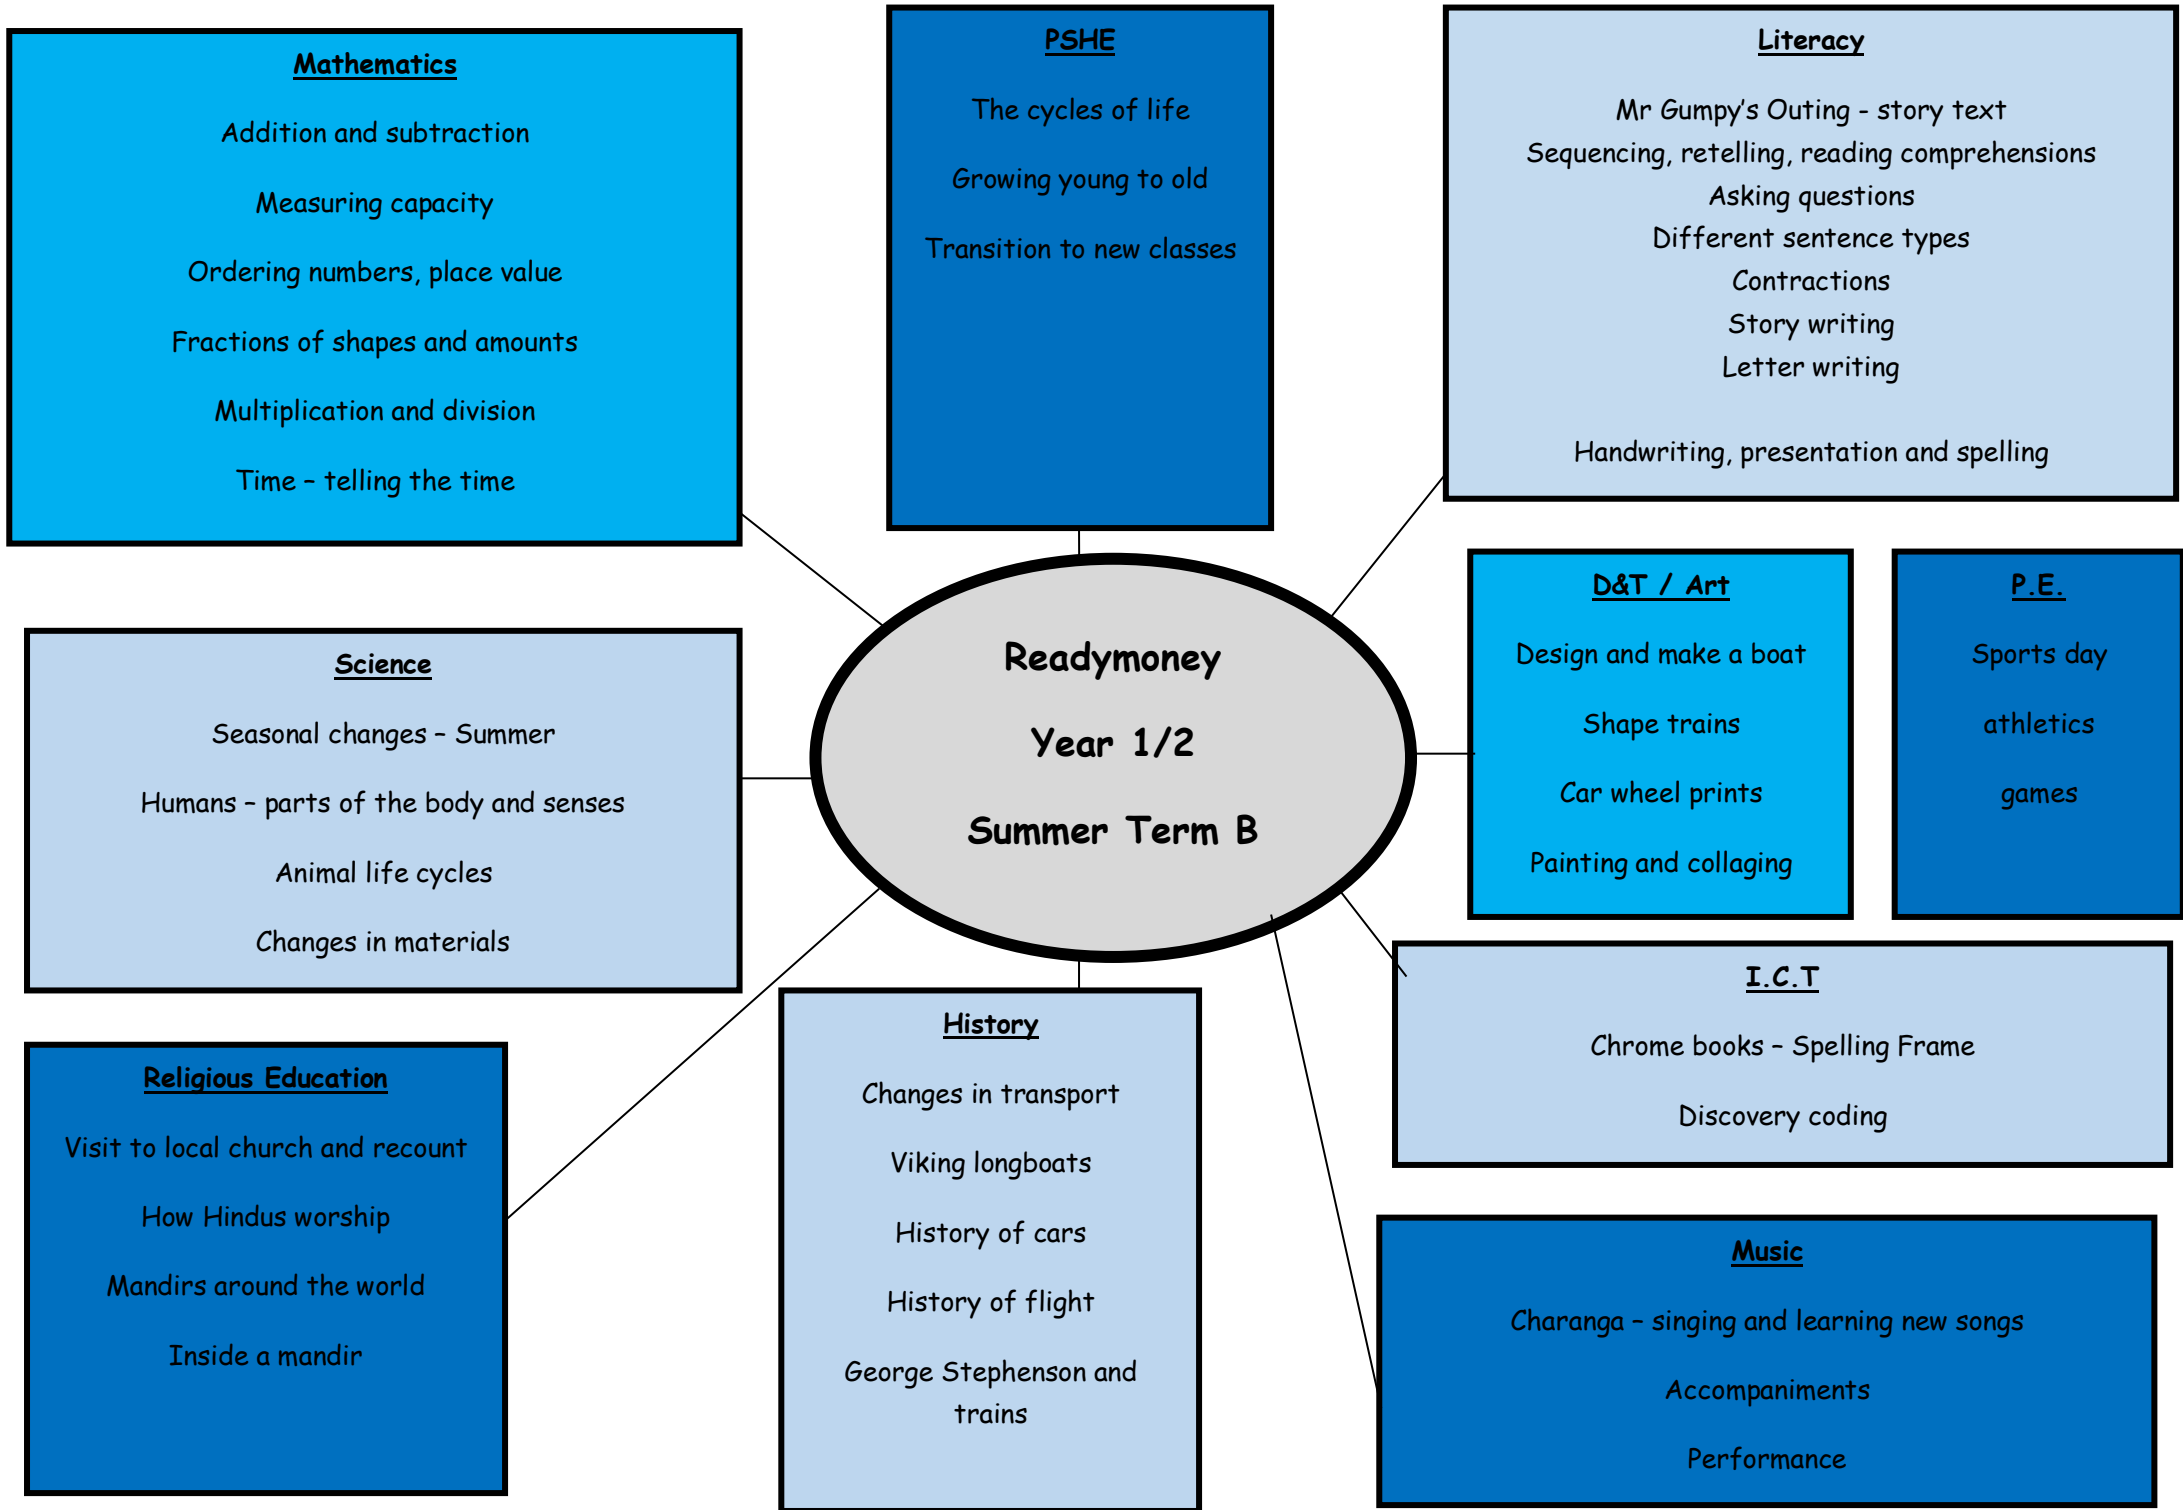 Mathematics
Addition and subtraction
Measuring capacity
Ordering numbers, place value
Fractions of shapes and amounts
Multiplication and division
Time – telling the time
PSHE
The cycles of life
Growing young to old
Transition to new classes
Literacy
Mr Gumpy’s Outing - story text
Sequencing, retelling, reading comprehensions
Asking questions
Different sentence types
Contractions
Story writing
Letter writing
Handwriting, presentation and spelling
Readymoney
Year 1/2
Summer Term B
D&T / Art
Design and make a boat
Shape trains
Car wheel prints
Painting and collaging
P.E.
Sports day
athletics
games
Science
Seasonal changes – Summer
Humans – parts of the body and senses
Animal life cycles
Changes in materials
I.C.T
Chrome books – Spelling Frame
Discovery coding
Religious Education
Visit to local church and recount
How Hindus worship
Mandirs around the world
Inside a mandir
History
Changes in transport
Viking longboats
History of cars
History of flight
George Stephenson and
trains
Music
Charanga – singing and learning new songs
Accompaniments
Performance